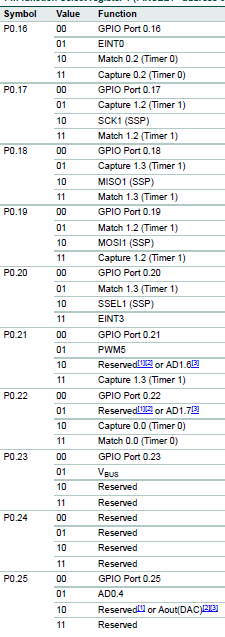 Symbol Value Function
P0.16 00 GPIO Port 0.16
01 EINT0
10 Match 0.2 (Timer 0)
11 Capture 0.2 (Timer 0)
P0.17 00 GPIO Port 0.17
01 Capture 1.2 (Timer 1)
10 SCK1 (SSP)
11 Match 1.2 (Timer 1)
P0.18 00 GPIO Port 0.18
01 Capture 1.3 (Timer 1)
10 MISO1 (SSP)
11 Match 1.3 (Timer 1)
P0.19 00 GPIO Port 0.19
01 Match 1.2 (Timer 1)
10 MOSI1 (SSP)
11 Capture 1.2 (Timer 1)
P0.20 00 GPIO Port 0.20
01 Match 1.3 (Timer 1)
10 SSEL1 (SSP)
11 EINT3
P0.21 00 GPIO Port 0.21
01 PWM5
10 Reserved[1][2] or AD1.6[3]
11 Capture 1.3 (Timer 1)
P0.22 00 GPIO Port 0.22
01 Reserved[1][2] or AD1.7[3]
10 Capture 0.0 (Timer 0)
11 Match 0.0 (Timer 0)
P0.23 00 GPIO Port 0.23
01 VBUS
10 Reserved
11 Reserved
P0.24 00 Reserved
01 Reserved
10 Reserved
11 Reserved
P0.25 00 GPIO Port 0.25
01 AD0.4
10 Reserved[1] or Aout(DAC)[2][3]
11 Reserved